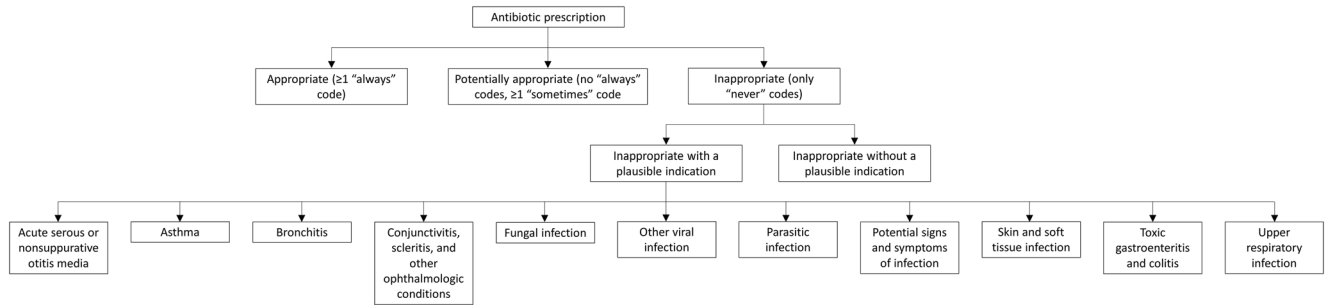 Antibiotic prescription
Appropriate (≥1 “always”
code)
Potentially appropriate (no “always”
codes, ≥1 “sometimes” code
Inappropriate (only
“never” codes)
Inappropriate with a
plausible indication
Inappropriate without a
plausible indication
Acute serous or
nonsuppurative
otitis media
Asthma
Bronchitis
Conjunctivitis,
scleritis, and
other
ophthalmologic
conditions
Fungal infection
Other viral
infection
Parasitic
infection
Potential signs
and symptoms
of infection
Skin and soft
tissue infection
Toxic
gastroenteritis
and colitis
Upper
respiratory
infection